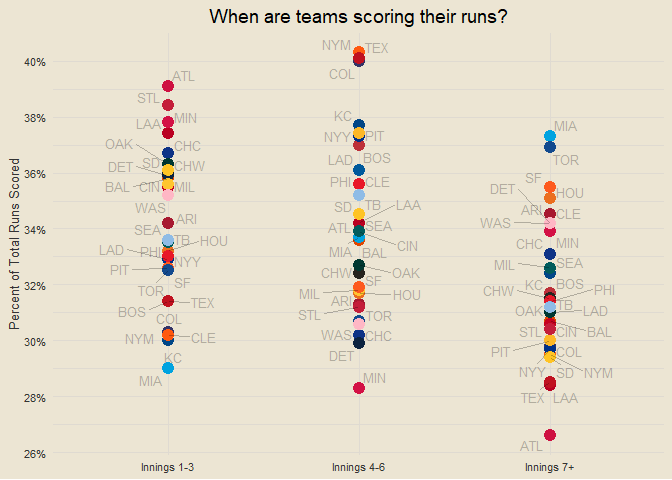 When are teams scoring their runs?
Percent of Total Runs Scored
40%
38%
36%
34%
32%
30%
28%
26%
ATL
STL
LAA MIN
OAK CHC
DET SD CHW
BAL CIN MIL
WAS
ARI
SEA TB HOU
LAD PHI
PIT NYY
SF
TOR
BOS TEX
COL
NYM CLE
KC
MIA
NYM TEX
COL
KC
NYY PIT
LAD BOS
PHI CLE
SD TB LAA
ATL SEA
CIN
MIA BAL
CHW OAK
SF
MIL HOU
ARI
STL TOR
WAS CHC
DET
MIN
MIA
TOR
SF
DET HOU
ARI CLE
WAS
CHC MIN
MIL SEA
KC BOS
CHW PHI
TB
OAK LAD
STL CIN BAL
PIT COL
NYY SD NYM
TEX LAA
ATL
Innings 1-3 Innings 4-6 Innings 7+